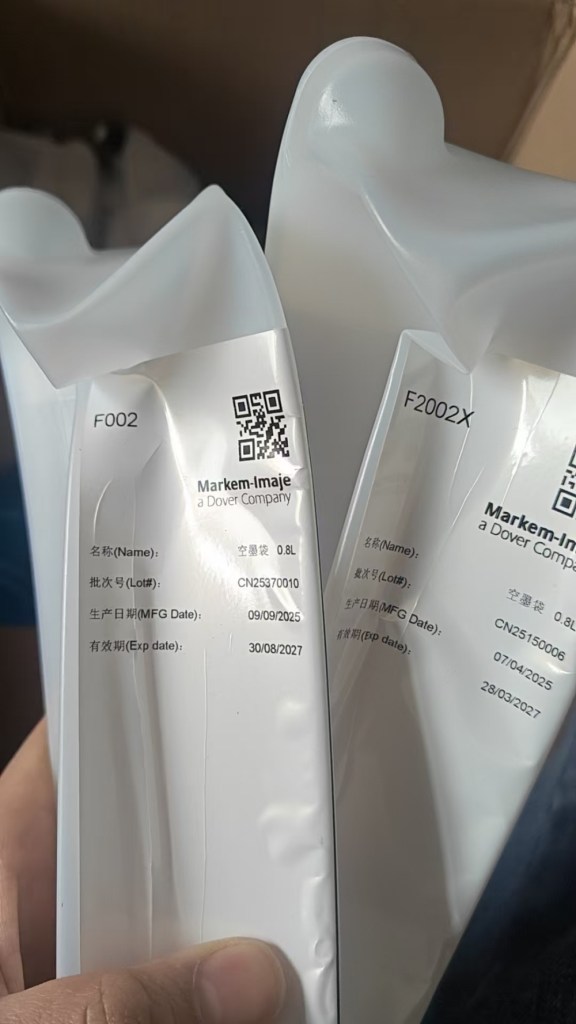 F002
Markem-Imaje
a Dover Company
名称(Name)： 空墨袋 0.8L
批次号(Lot#)： CN25370010
生产日期(MFG Date)： 09/09/2025
有效期(Exp date)： 30/08/2027
F2002X
Markem-
a Dover
名称(Name)： 空墨袋 0.8L
批次号(Lot#)： CN25150006
生产日期(MFG Date)： 07/04/2025
有效期(Exp date)： 28/03/2027